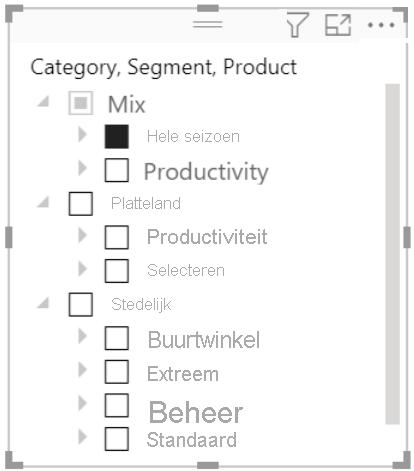 Category, Segment, Product
Mix
Hele seizoen
Productivity
Platteland
Productiviteit
Selecteren
Stedelijk
Buurtwinkel
Extreem
Beheer
Standaard